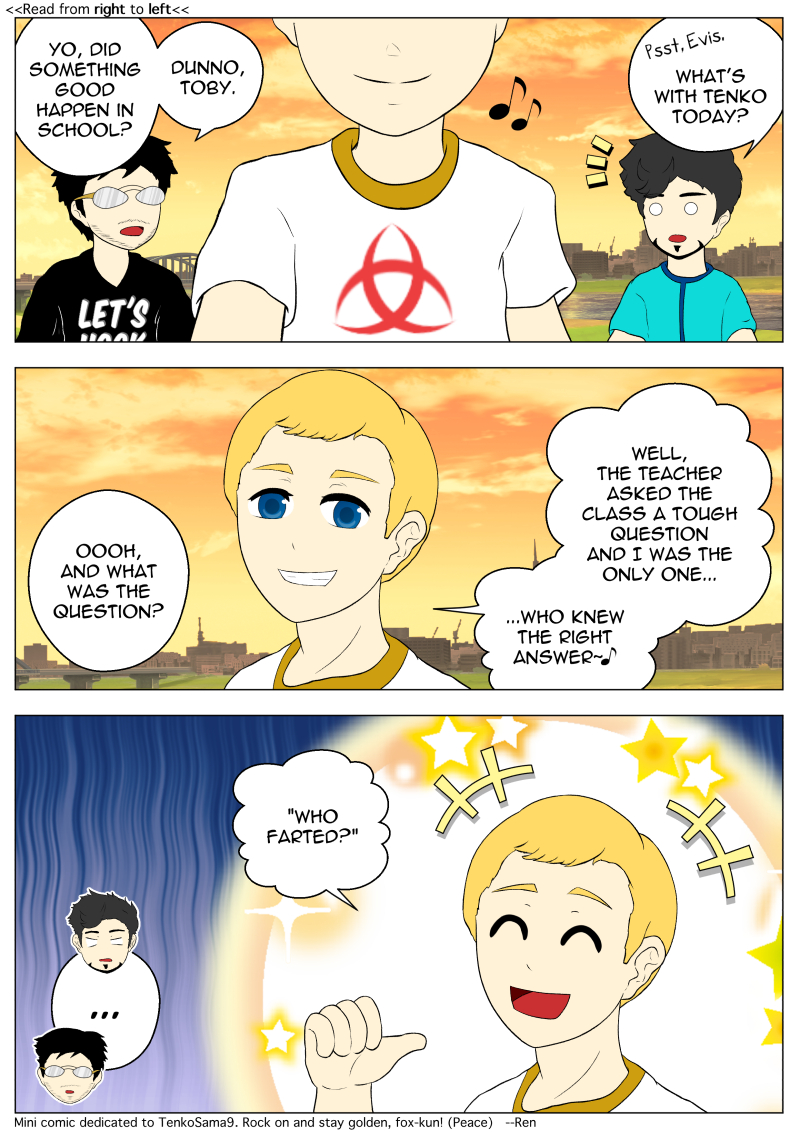 <<Read from right to left<<
Psst, Evis.
WHAT'S
WITH TENKO
TODAY?
DUNNO,
TOBY.
YO, DID
SOMETHING
GOOD
HAPPEN IN
SCHOOL?
LET'S
WELL,
THE TEACHER
ASKED THE
CLASS A TOUGH
QUESTION
AND I WAS THE
ONLY ONE...
...WHO KNEW
THE RIGHT
ANSWER~♪
OOOH,
AND WHAT
WAS THE
QUESTION?
"WHO
FARTED?"
...
Mini comic dedicated to TenkoSama9. Rock on and stay golden, fox-kun! (Peace) --Ren